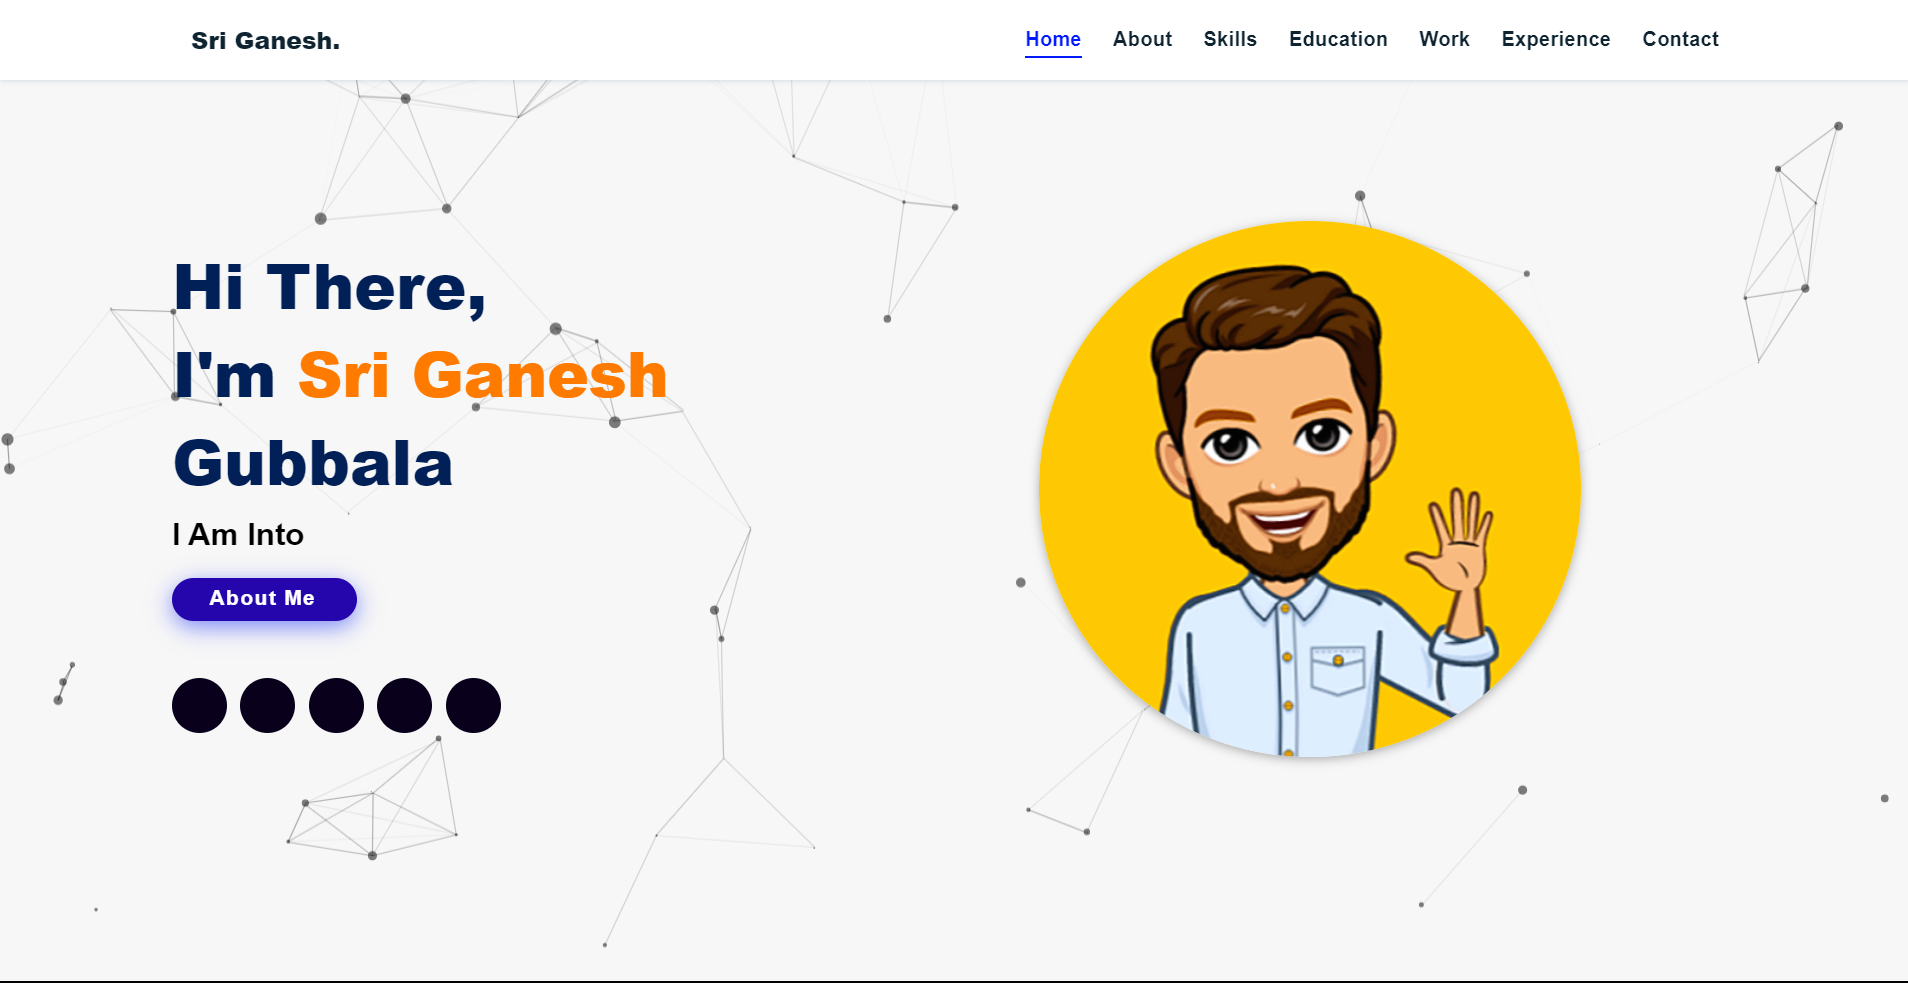 Sri Ganesh.
Home About Skills Education Work Experience Contact
Hi There,
I'm Sri Ganesh
Gubbala
I Am Into
About Me